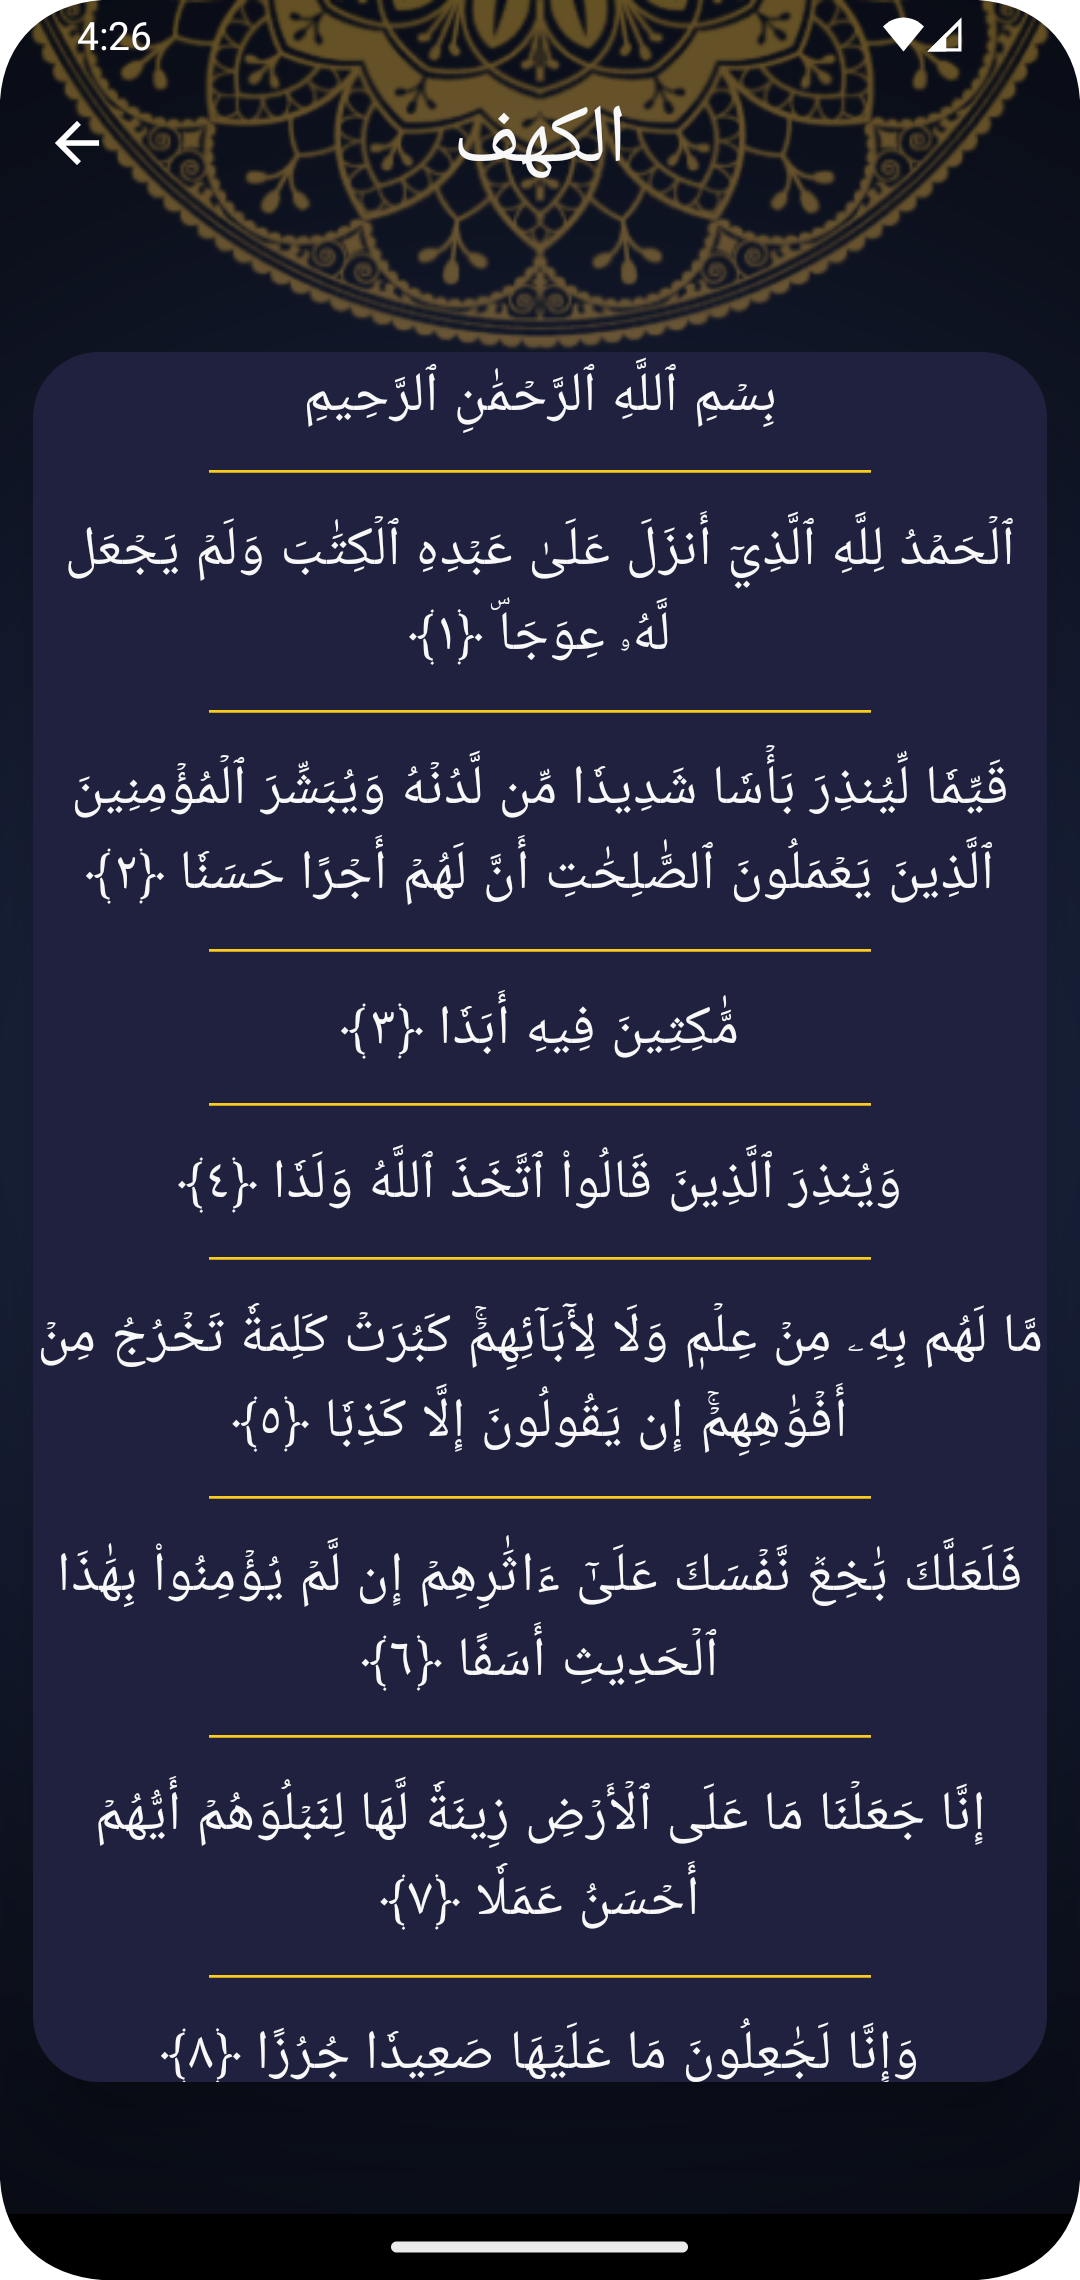 4:26
الكهف
بِسۡمِ ٱللَّهِ ٱلرَّحۡمَٰنِ ٱلرَّحِيمِ
ٱلۡحَمۡدُ لِلَّهِ ٱلَّذِيٓ أَنزَلَ عَلَىٰ عَبۡدِهِ ٱلۡكِتَٰبَ وَلَمۡ يَجۡعَل
لَّهُۥ عِوَجَاۜ ﴿١﴾
قَيِّمٗا لِّيُنذِرَ بَأۡسٗا شَدِيدٗا مِّن لَّدُنۡهُ وَيُبَشِّرَ ٱلۡمُؤۡمِنِينَ
ٱلَّذِينَ يَعۡمَلُونَ ٱلصَّٰلِحَٰتِ أَنَّ لَهُمۡ أَجۡرًا حَسَنٗا ﴿٢﴾
مَّٰكِثِينَ فِيهِ أَبَدٗا ﴿٣﴾
وَيُنذِرَ ٱلَّذِينَ قَالُواْ ٱتَّخَذَ ٱللَّهُ وَلَدٗا ﴿٤﴾
مَّا لَهُم بِهِۦ مِنۡ عِلۡمٖ وَلَا لِأٓبَآئِهِمۡۚ كَبُرَتۡ كَلِمَةٗ تَخۡرُجُ مِنۡ
أَفۡوَٰهِهِمۡۚ إِن يَقُولُونَ إِلَّا كَذِبٗا ﴿٥﴾
فَلَعَلَّكَ بَٰخِعٞ نَّفۡسَكَ عَلَىٰٓ ءَاثَٰرِهِمۡ إِن لَّمۡ يُؤۡمِنُواْ بِهَٰذَا
ٱلۡحَدِيثِ أَسَفًا ﴿٦﴾
إِنَّا جَعَلۡنَا مَا عَلَى ٱلۡأَرۡضِ زِينَةٗ لَّهَا لِنَبۡلُوَهُمۡ أَيُّهُمۡ
أَحۡسَنُ عَمَلٗا ﴿٧﴾
وَإِنَّا لَجَٰعِلُونَ مَا عَلَيۡهَا صَعِيدٗا جُرُزًا ﴿٨﴾